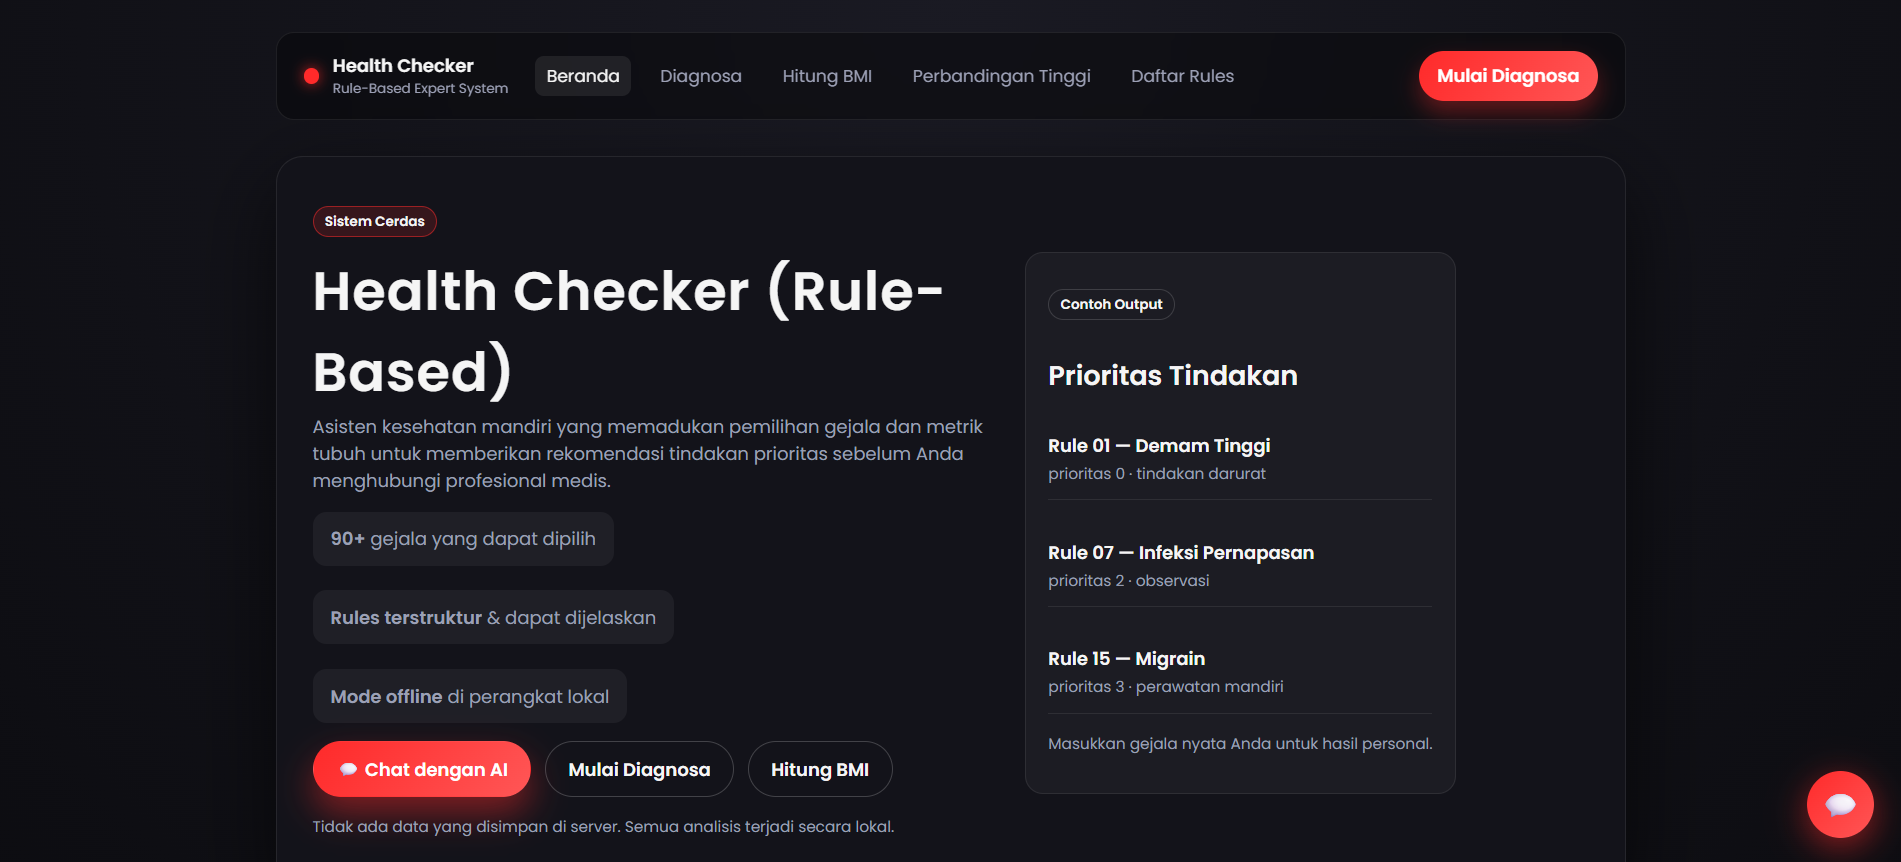 Health Checker
Rule-Based Expert System
Beranda
Diagnosa
Hitung BMI
Perbandingan Tinggi
Daftar Rules
Mulai Diagnosa
Sistem Cerdas
Health Checker (Rule-
Based)
Asisten kesehatan mandiri yang memadukan pemilihan gejala dan metrik
tubuh untuk memberikan rekomendasi tindakan prioritas sebelum Anda
menghubungi profesional medis.
90+ gejala yang dapat dipilih
Rules terstruktur & dapat dijelaskan
Mode offline di perangkat lokal
Chat dengan AI
Mulai Diagnosa
Hitung BMI
Tidak ada data yang disimpan di server. Semua analisis terjadi secara lokal.
Contoh Output
Prioritas Tindakan
Rule 01 — Demam Tinggi
prioritas 0 · tindakan darurat
Rule 07 — Infeksi Pernapasan
prioritas 2 · observasi
Rule 15 — Migrain
prioritas 3 · perawatan mandiri
Masukkan gejala nyata Anda untuk hasil personal.